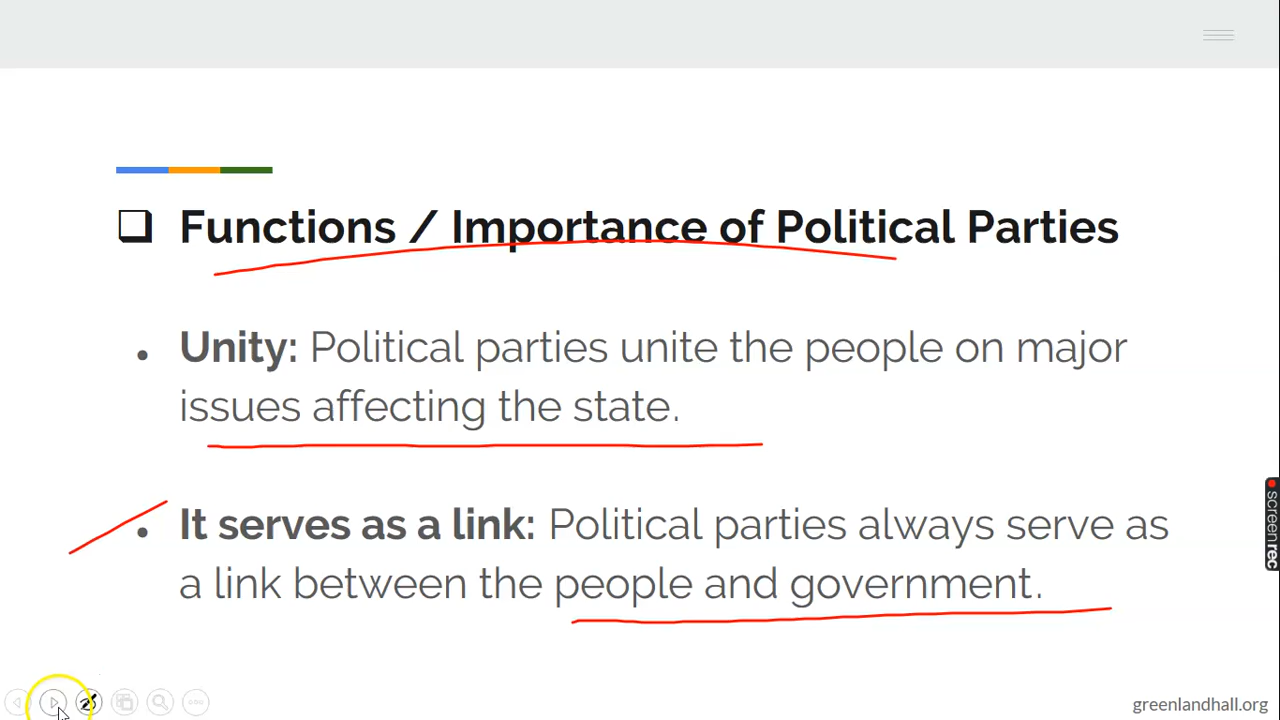 Functions / Importance of Political Parties
Unity: Political parties unite the people on major
issues affecting the state.
It serves as a link: Political parties always serve as
a link between the people and government.
screenrec
greenlandhall.org